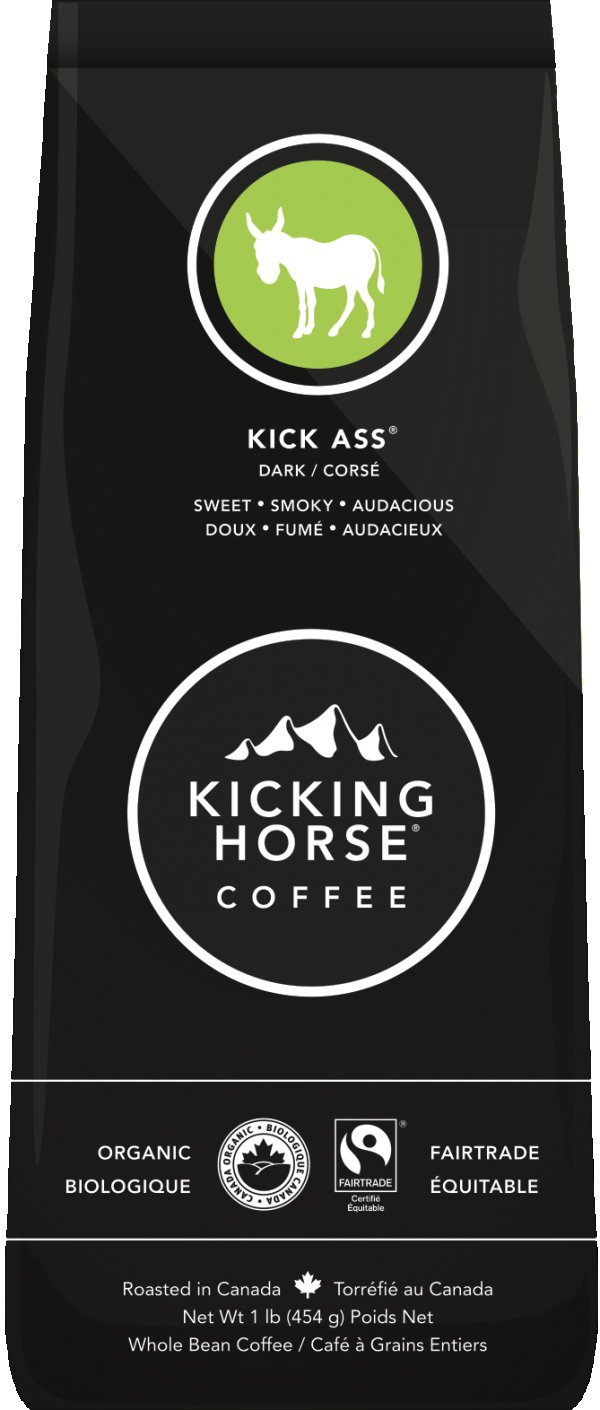 KICK ASS®
DARK / CORSÉ
SWEET • SMOKY • AUDACIOUS
DOUX • FUMÉ • AUDACIEUX
KICKING
HORSE®
COFFEE
ORGANIC
BIOLOGIQUE
CANADA ORGANIC • BIOLOGIQUE CANADA •
FAIRTRADE
®
Certifié
Équitable
FAIRTRADE
ÉQUITABLE
Roasted in Canada Torréfié au Canada
Net Wt 1 lb (454 g) Poids Net
Whole Bean Coffee / Café à Grains Entiers